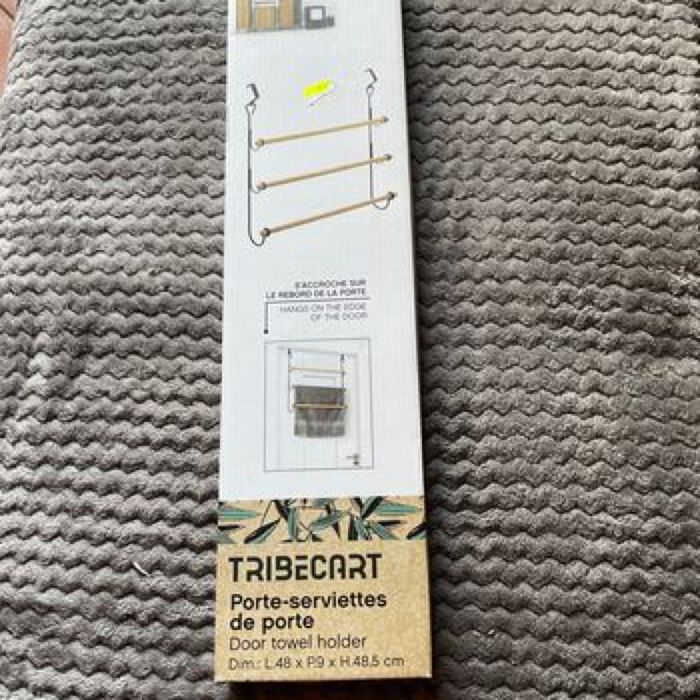 S'ACCROCHE SUR
LE REBORD DE LA PORTE
HANGS ON THE EDGE
OF THE DOOR
TRIBECART
Porte-serviettes
de porte
Door towel holder
Dim.: L.48 x P.9 x H.48,5 cm